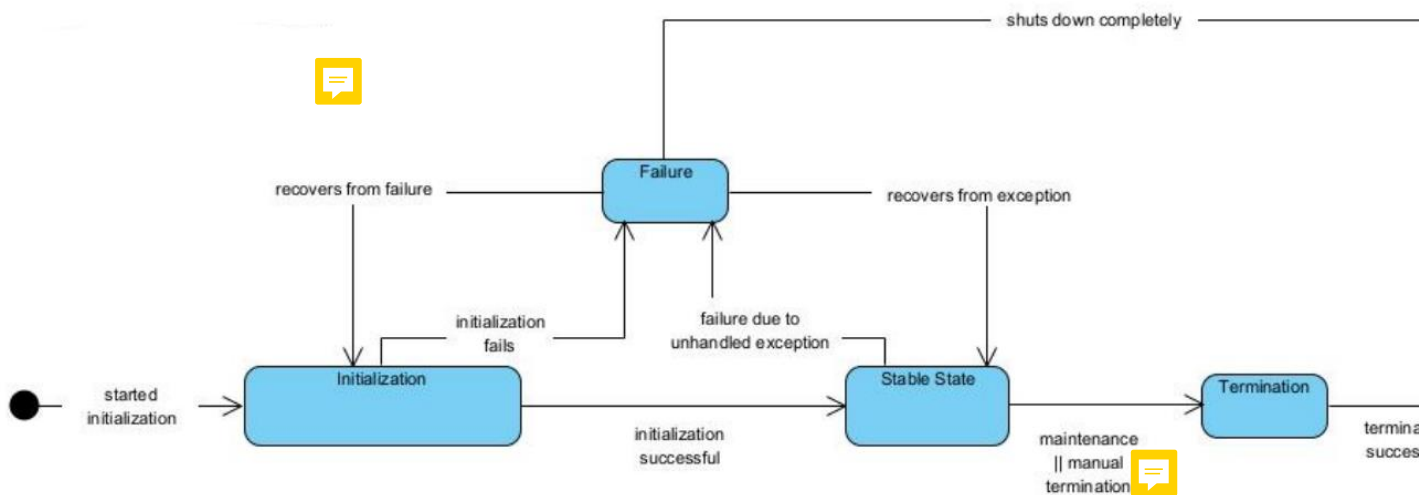 shuts down completely
Failure
recovers from failure
recovers from exception
initialization
fails
failure due to
unhandled exception
Initialization
Stable State
Termination
started
initialization
initialization
successful
maintenance
|| manual
termination